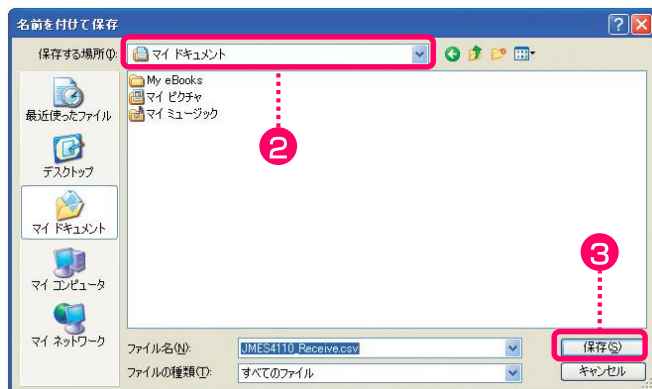 名前を付けて保存
保存する場所(I):
マイ ドキュメント
最近使ったファイル
デスクトップ
マイ ドキュメント
マイ コンピュータ
マイ ネットワーク
My eBooks
マイ ピクチャ
マイ ミュージック
2
3
ファイル名(N):
JMES4110_Receive.csv
保存(S)
ファイルの種類(T):
すべてのファイル
キャンセル